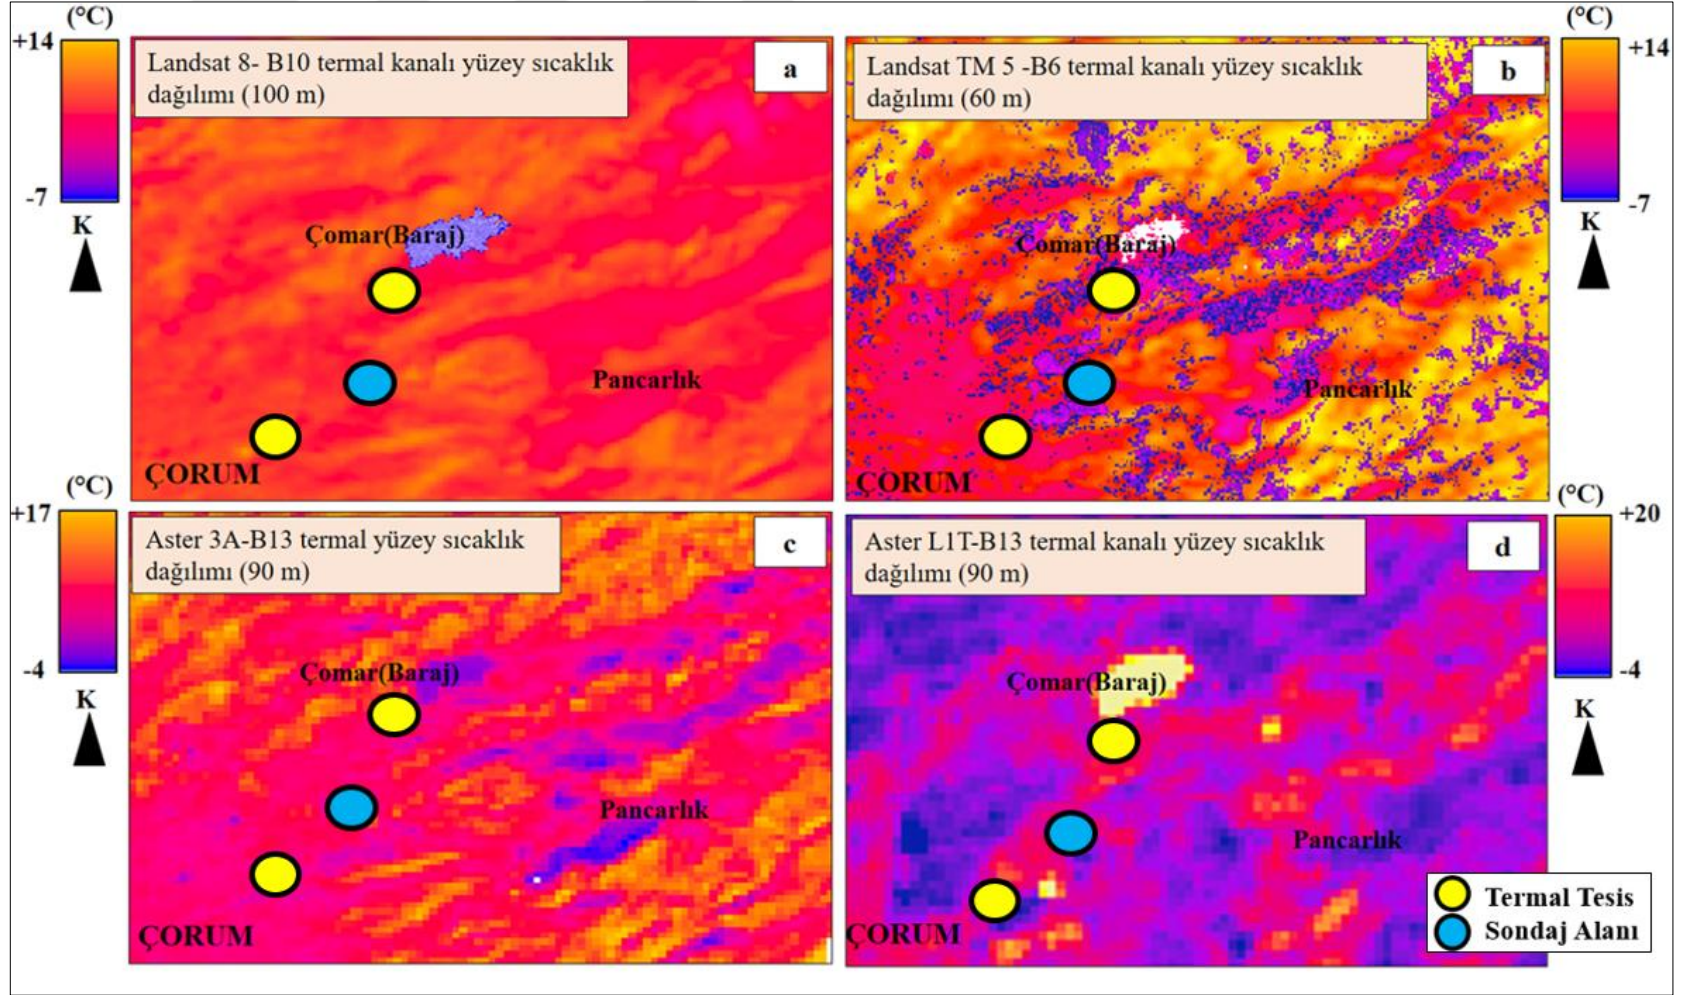 (°C)
+14
-7
K
Landsat 8- B10 termal kanalı yüzey sıcaklık
dağılımı (100 m)
a
Çomar(Baraj)
Pancarlık
ÇORUM
Landsat TM 5 -B6 termal kanalı yüzey sıcaklık
dağılımı (60 m)
b
Çomar(Baraj)
Pancarlık
ÇORUM
(°C)
+14
-7
K
(°C)
+17
-4
K
Aster 3A-B13 termal yüzey sıcaklık
dağılımı (90 m)
c
Çomar(Baraj)
Pancarlık
ÇORUM
Aster L1T-B13 termal kanalı yüzey sıcaklık
dağılımı (90 m)
d
Çomar(Baraj)
Pancarlık
ÇORUM
(°C)
+20
-4
K
Termal Tesis
Sondaj Alanı